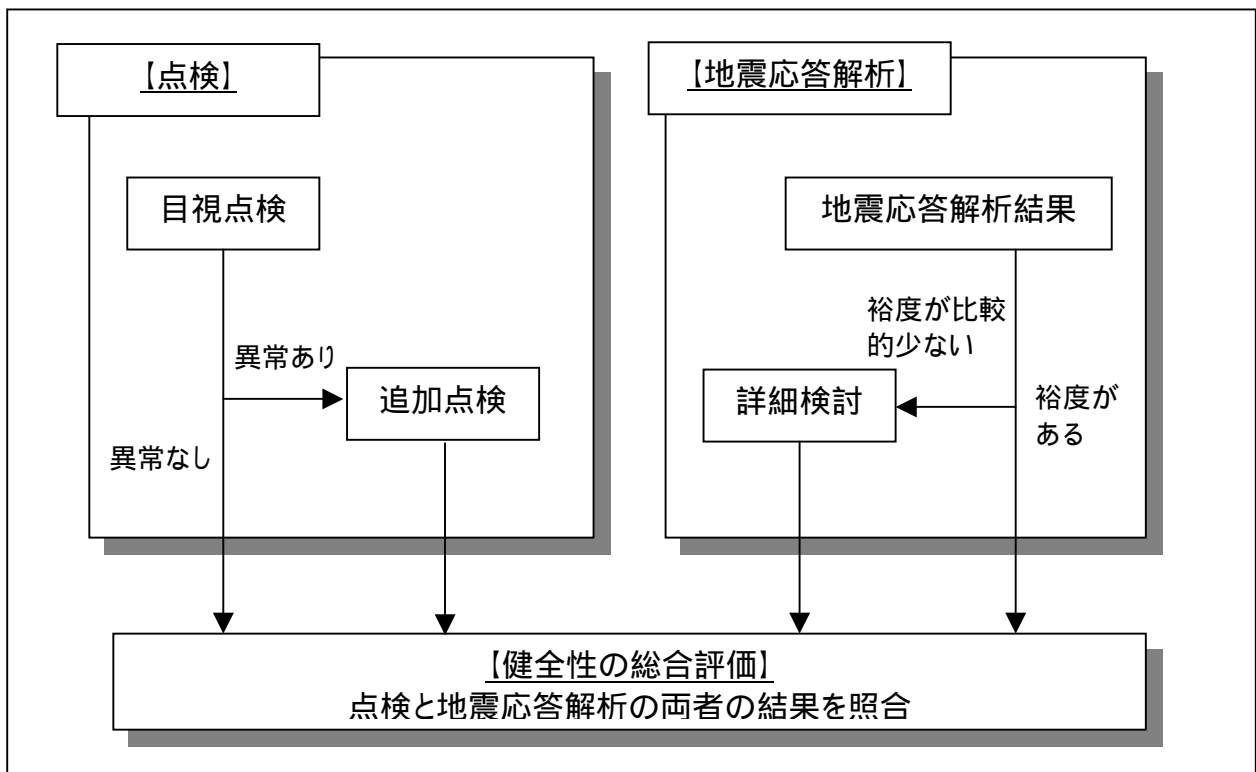 【点検】
目視点検
異常あり
追加点検
異常なし
【地震応答解析】
地震応答解析結果
裕度が比較
的少ない
詳細検討
裕度が
ある
【健全性の総合評価】
点検と地震応答解析の両者の結果を照合